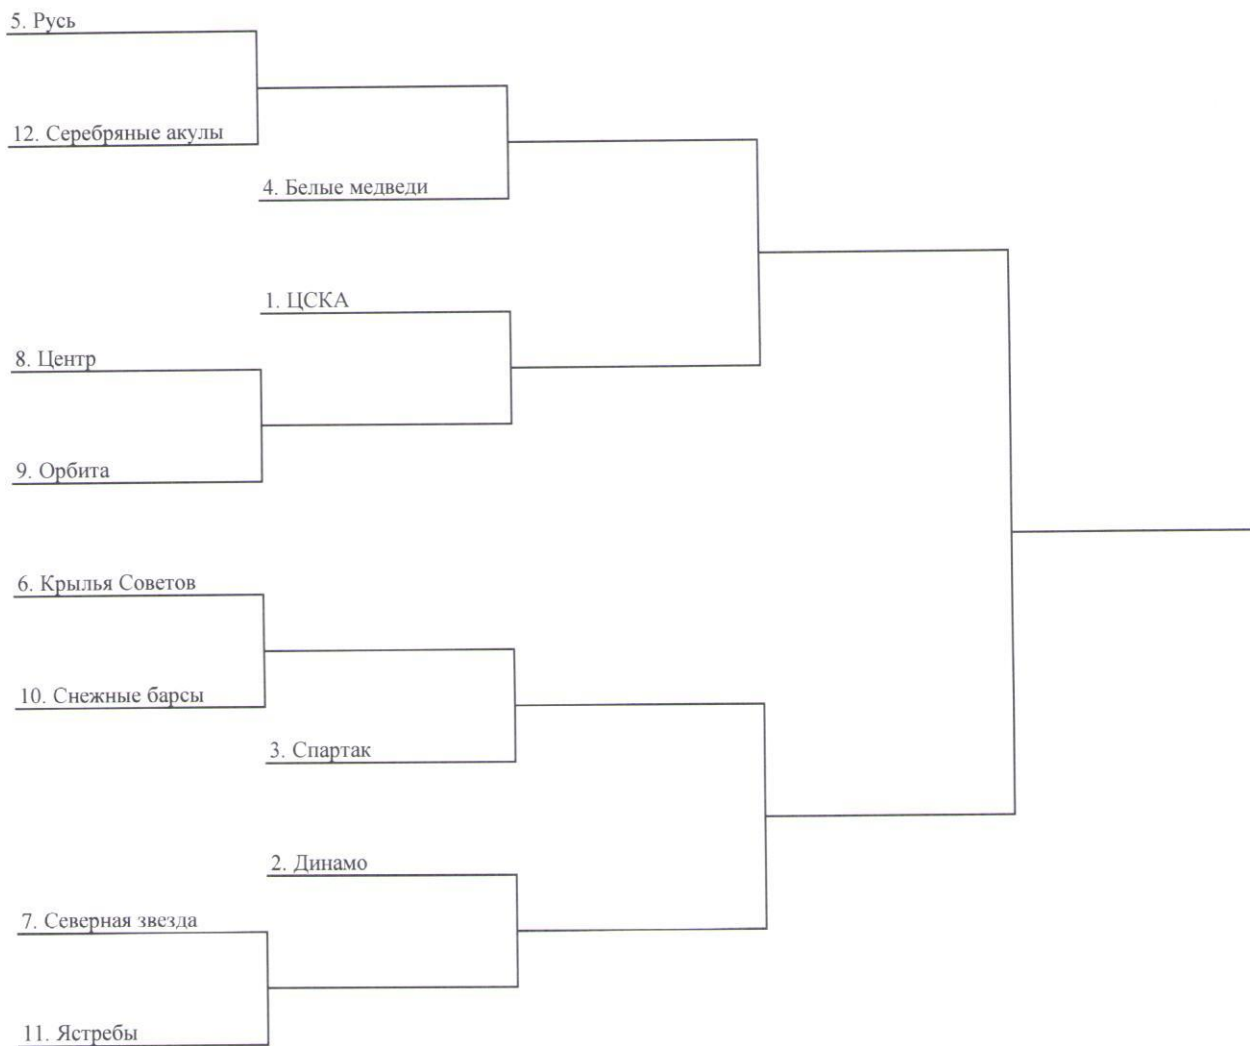 5. Русь
12. Серебряные акулы
4. Белые медведи
1. ЦСКА
8. Центр
9. Орбита
6. Крылья Советов
10. Снежные барсы
3. Спартак
2. Динамо
7. Северная звезда
11. Ястребы